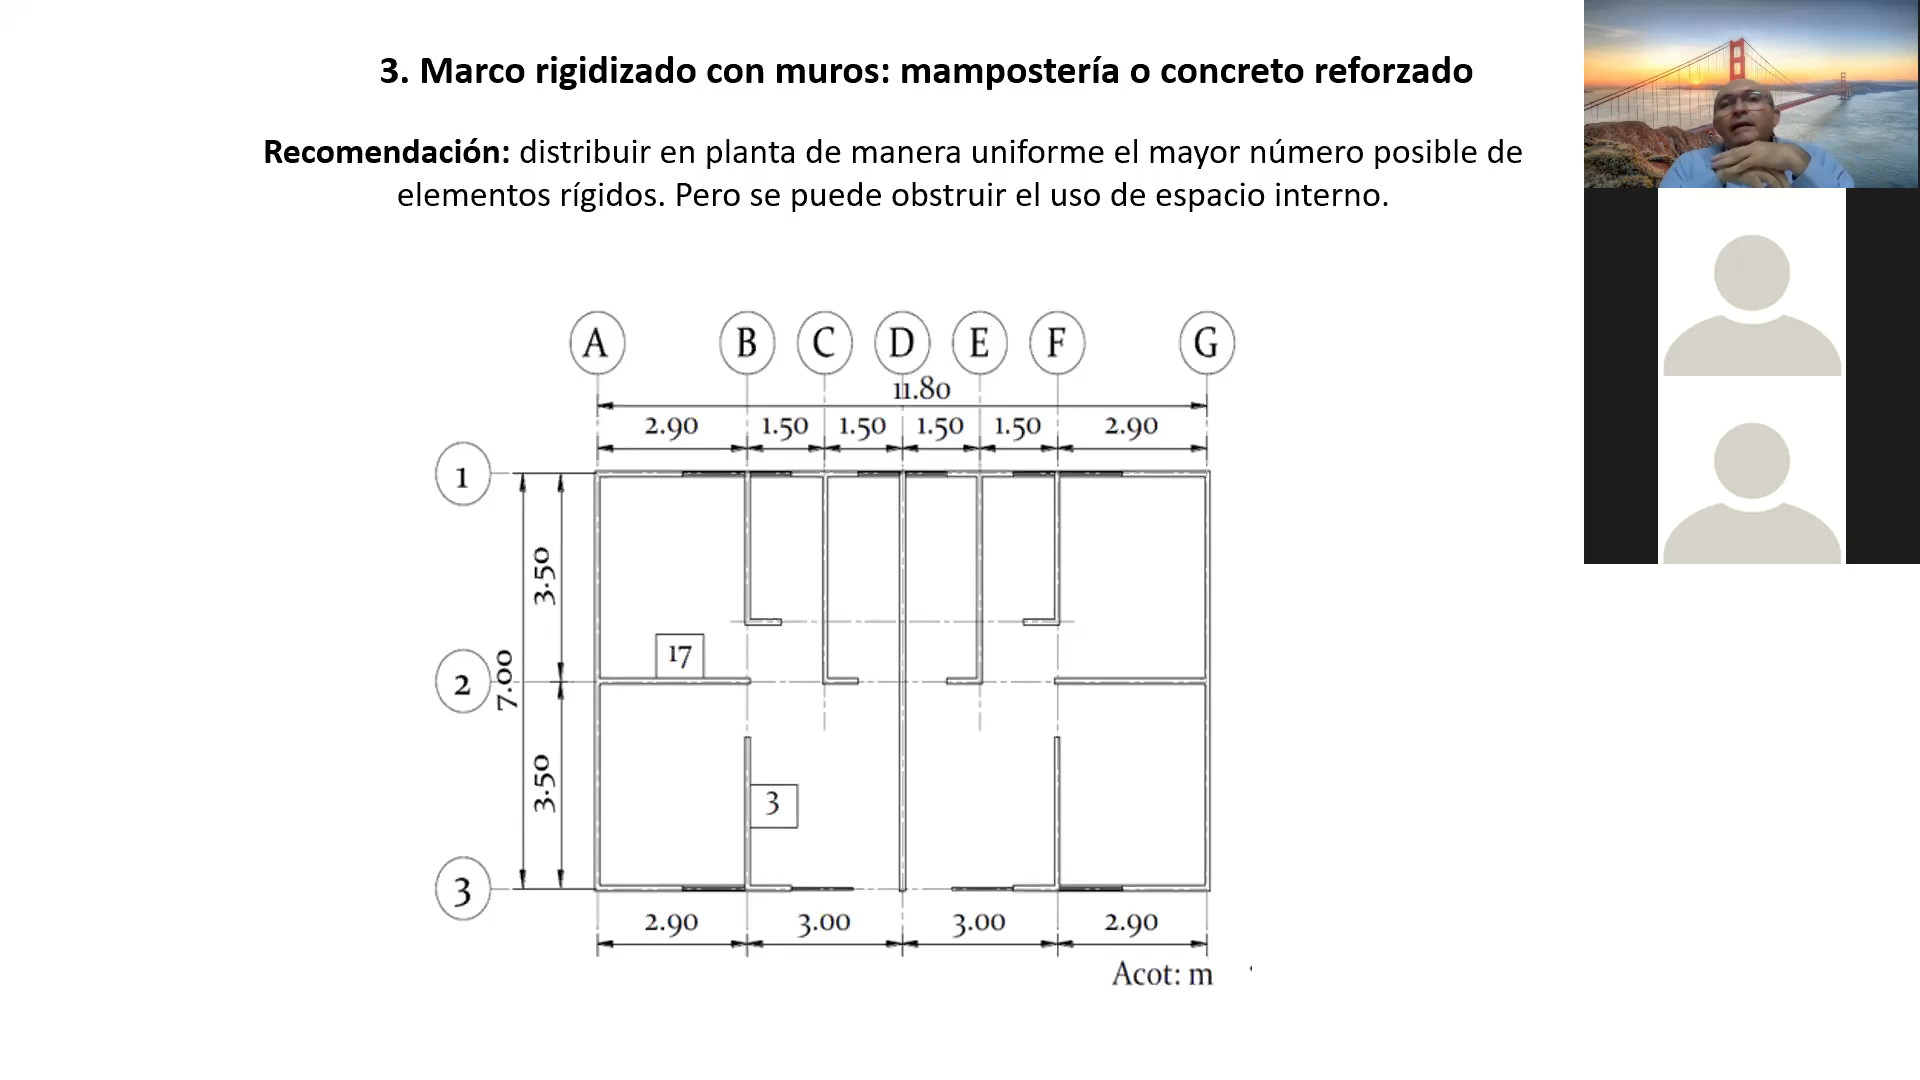 3. Marco rigidizado con muros: mampostería o concreto reforzado
Recomendación: distribuir en planta de manera uniforme el mayor número posible de
elementos rígidos. Pero se puede obstruir el uso de espacio interno.
A B C D E F G
11.80
2.90 1.50 1.50 1.50 1.50 2.90
1
3.50
17
2
7.00
3.50
3
3
2.90 3.00 3.00 2.90
Acot: m